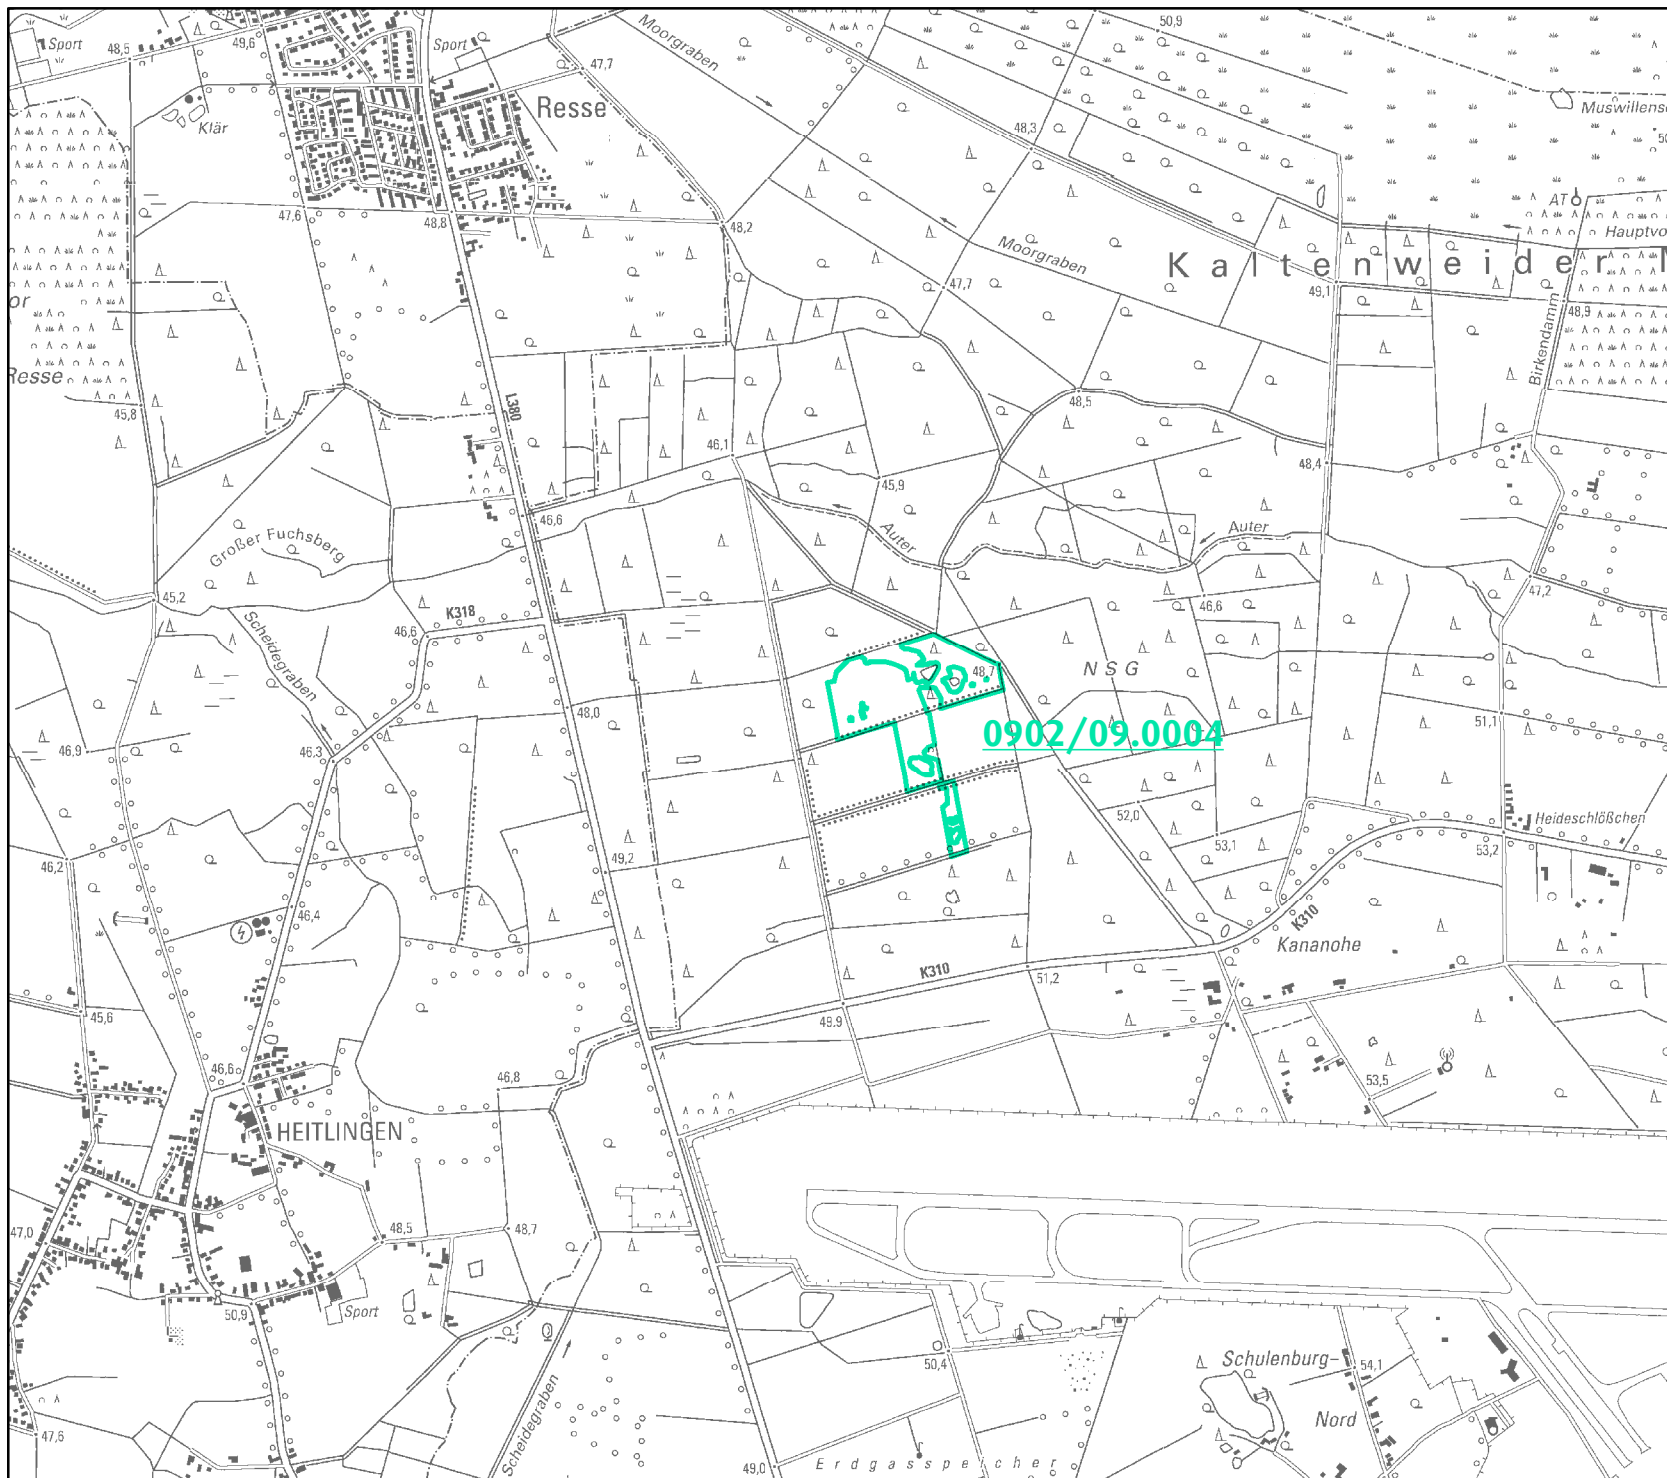 50,9
Sport
48,5
49,6
Sport
Moorgraben
47,7
Resse
Klär
48,3
Muswillens
50
47,6
48,8
48,2
Moorgraben
AT
Hauptvo
Kaltenweider M
47,7
49,1
48,9
or
Resse
Birkendamm
45,8
L380
48,5
46,1
48,4
45,9
46,6
Großer Fuchsberg
Auter
Auter
45,2
K318
46,6
46,6
47,2
Scheidegraben
NSG
48,7
48,0
51,1
46,9
46,3
0902/09.0004
52,0
Heideschlößchen
53,1
53,2
46,2
49,2
46,4
K310
Kananohe
K310
51,2
45,6
49,9
46,6
46,8
53,5
HEITLINGEN
47,0
48,5
48,7
50,9
Sport
50,4
Schulenburg-
Nord
54,1
Scheidegraben
47,6
49,0
Erdgasspeicher